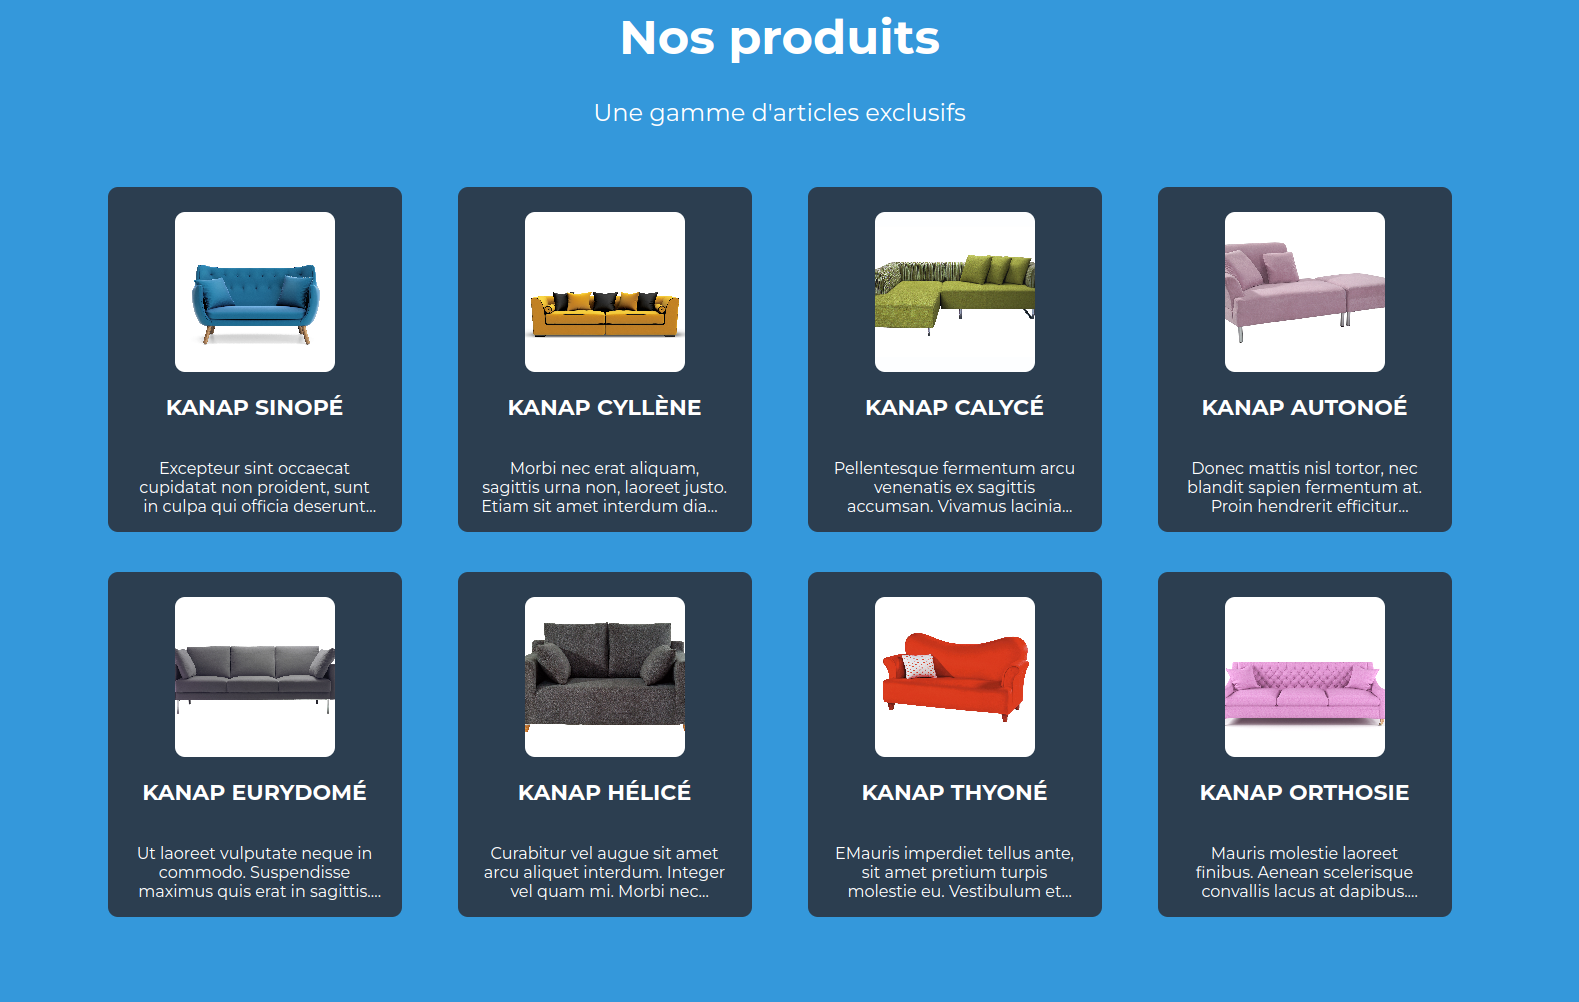 Nos produits
Une gamme d'articles exclusifs
KANAP SINOPÉ
Excepteur sint occaecat
cupidatat non proident, sunt
in culpa qui officia deserunt...
KANAP CYLLÈNE
Morbi nec erat aliquam,
sagittis urna non, laoreet justo.
Etiam sit amet interdum dia...
KANAP CALYCÉ
Pellentesque fermentum arcu
venenatis ex sagittis
accumsan. Vivamus lacinia...
KANAP AUTONOÉ
Donec mattis nisl tortor, nec
blandit sapien fermentum at.
Proin hendrerit efficitur...
KANAP EURYDOMÉ
Ut laoreet vulputate neque in
commodo. Suspendisse
maximus quis erat in sagittis....
KANAP HÉLICÉ
Curabitur vel augue sit amet
arcu aliquet interdum. Integer
vel quam mi. Morbi nec...
KANAP THYONÉ
EMauris imperdiet tellus ante,
sit amet pretium turpis
molestie eu. Vestibulum et...
KANAP ORTHOSIE
Mauris molestie laoreet
finibus. Aenean scelerisque
convallis lacus at dapibus....